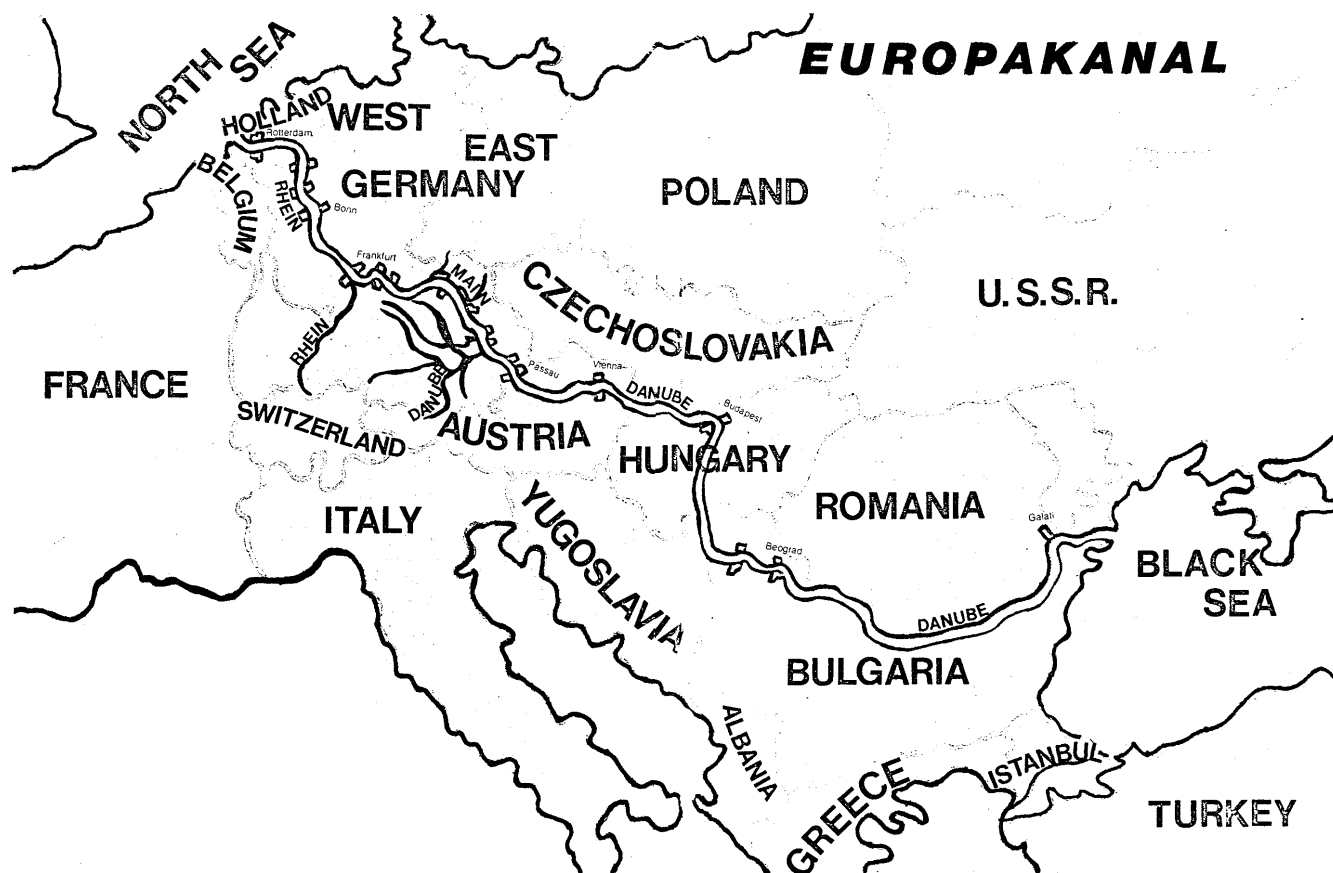 EUROPAKANAL
NORTH SEA
HOLLAND
Rotterdam
WEST
EAST
GERMANY
BELGIUM
RHEIN
Bonn
POLAND
Frankfurt
MAIN
CZECHOSLOVAKIA
U.S.S.R.
RHEIN
FRANCE
Passau
Vienna
DANUBE
DANUBE
Budapest
SWITZERLAND
AUSTRIA
HUNGARY
ITALY
YUGOSLAVIA
ROMANIA
Galati
Beograd
BLACK
SEA
DANUBE
BULGARIA
ALBANIA
ISTANBUL
GREECE
TURKEY